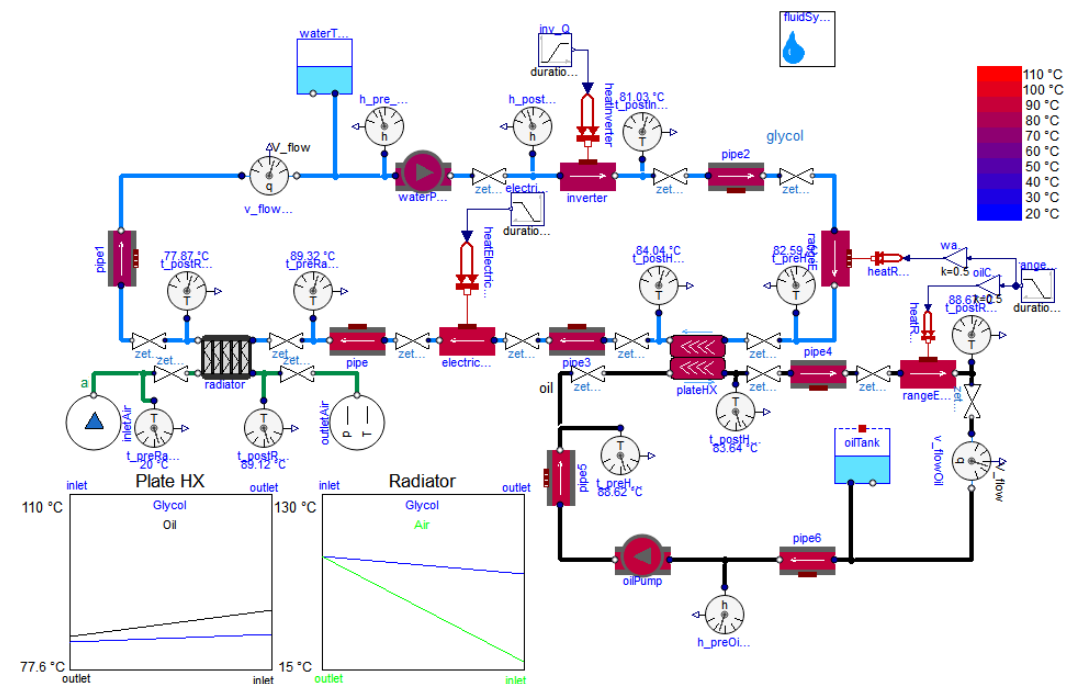 fluidSy...
waterT...
inv_Q
duratio...
110 °C
100 °C
90 °C
80 °C
70 °C
60 °C
50 °C
40 °C
30 °C
20 °C
h_pre_...
h
h_post...
h
heatInverter
81.03 °C
t_postIn...
T
glycol
V_flow
q
v_flow...
waterP...
zet...
electri...
inverter
zet...
pipe2
zet...
duratio...
pipe1
77.87 °C
t_postR...
T
89.32 °C
t_preRa...
T
heatElectric...
84.04 °C
t_postH...
T
82.59 °C
t_preHa...
T
rangeE...
heatR...
wa...
k=0.5
oilC...
k=0.5
range...
duratio...
88.67 °C
t_postR...
T
heatR...
zet...
radiator
zet...
pipe
zet...
electric...
zet...
pipe3
zet...
plateHX
pipe4
zet...
zet...
rangeE...
zet...
a
inletAir
T
t_preRa...
20 °C
T
t_postR...
89.12 °C
outletAir
p
T
oil
zet...
T
t_postH...
83.64 °C
T
t_preH...
88.62 °C
pipe5
oilTank
v_flowOil
q
V_flow
oilPump
pipe6
h
h_preOi...
Plate HX
inlet
outlet
110 °C
Glycol
Oil
77.6 °C
outlet
inlet
Radiator
inlet
outlet
130 °C
Glycol
Air
15 °C
outlet
inlet